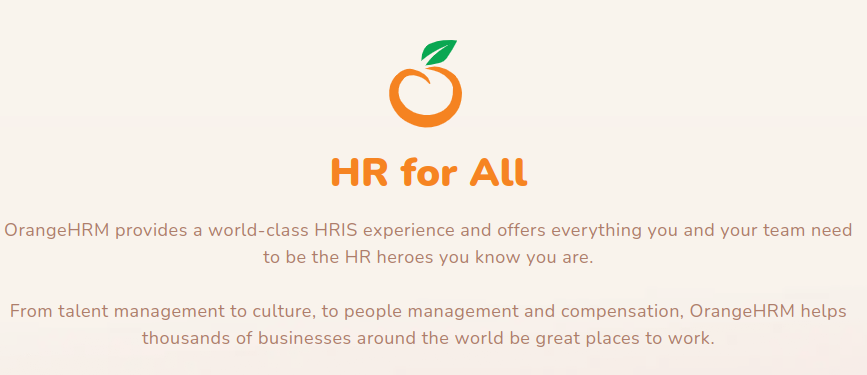 HR for All
OrangeHRM provides a world-class HRIS experience and offers everything you and your team need
to be the HR heroes you know you are.
From talent management to culture, to people management and compensation, OrangeHRM helps
thousands of businesses around the world be great places to work.